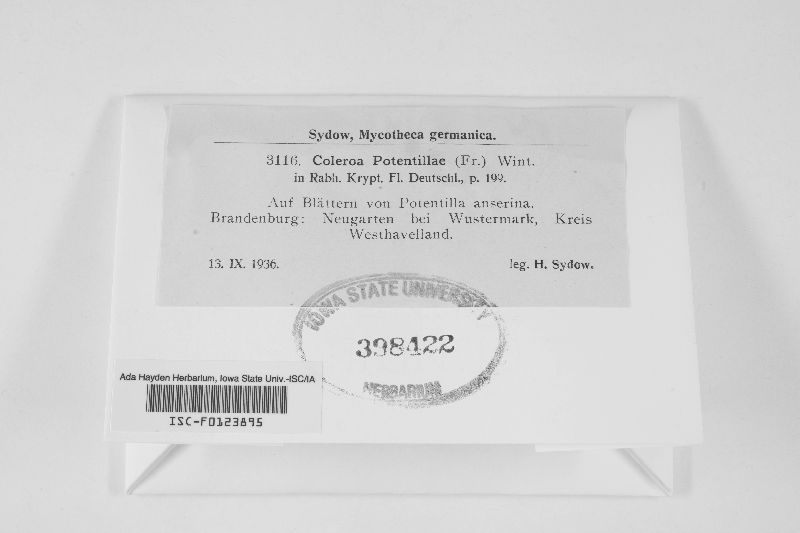 Sydow, Mycotheca germanica.
3116. Coleroa Potentillae (Fr.) Wint.
in Rabh. Krypt. Fl. Deutschl., p. 199.
Auf Blättern von Potentilla anserina.
Brandenburg: Neugarten bei Wustermark, Kreis
Westhavelland.
13. IX. 1936. leg. H. Sydow.
IOWA STATE UNIVERSITY
398422
HERBARIUM
Ada Hayden Herbarium, Iowa State Univ.-ISC/IA
ISC-F0123895